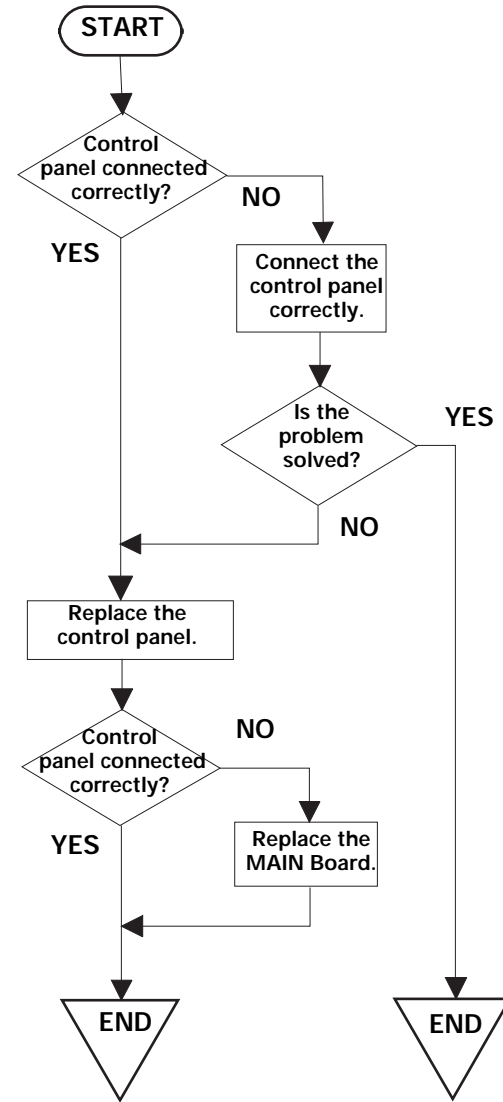 START
Control
panel connected
correctly?
NO
YES
Connect the
control panel
correctly.
Is the
problem
solved?
YES
NO
Replace the
control panel.
Control
panel connected
correctly?
NO
YES
Replace the
MAIN Board.
END
END